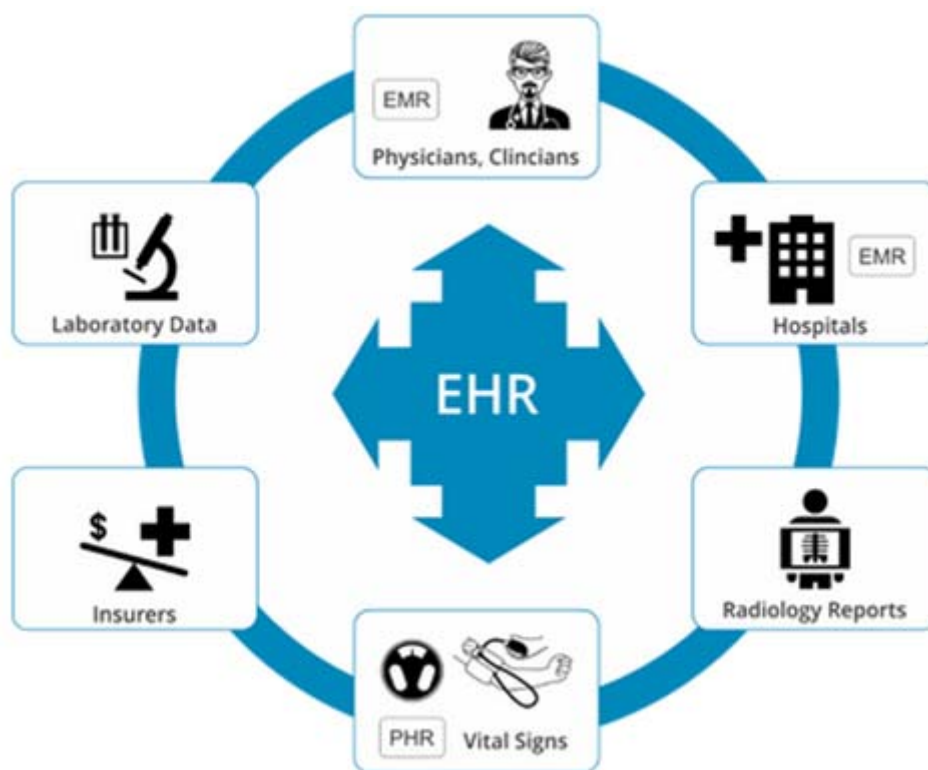 EMR
Physicians, Clincians
EMR
Hospitals
Laboratory Data
EHR
$
Insurers
Radiology Reports
PHR
Vital Signs